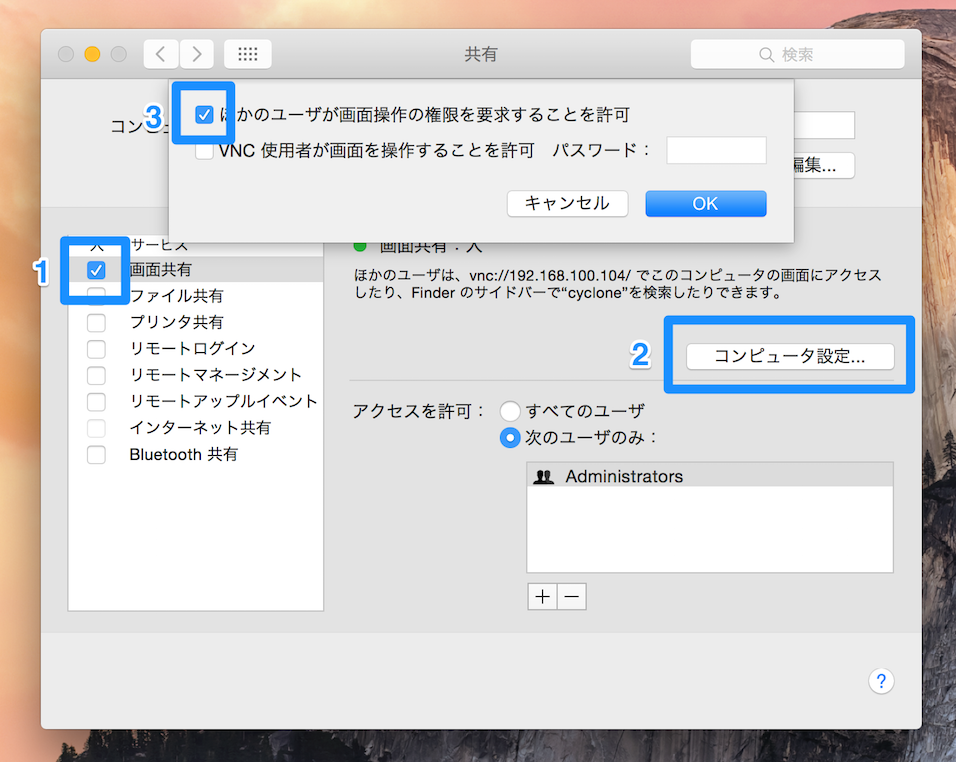 共有
検索
3
ほかのユーザが画面操作の権限を要求することを許可
VNC 使用者が画面を操作することを許可 パスワード：
編集...
キャンセル
OK
サービス
1
画面共有
ファイル共有
プリンタ共有
リモートログイン
リモートマネージメント
リモートアップルイベント
インターネット共有
Bluetooth 共有
画面共有：入
ほかのユーザは、vnc://192.168.100.104/ でこのコンピュータの画面にアクセス
したり、Finder のサイドバーで“cyclone”を検索したりできます。
2
コンピュータ設定...
アクセスを許可：
すべてのユーザ
次のユーザのみ：
Administrators
+
−
?